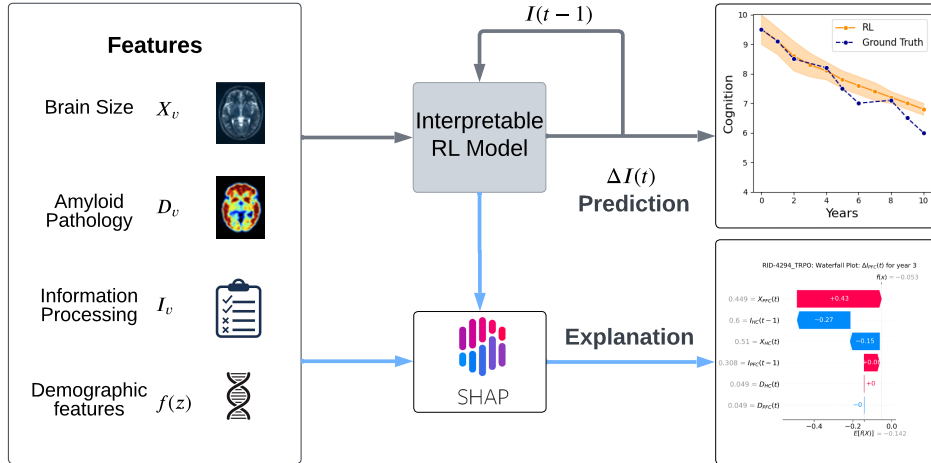 Features
Brain Size X_v
Amyloid
Pathology D_v
Information
Processing I_v
Demographic
features f(z)
I(t − 1)
Interpretable
RL Model
ΔI(t)
Prediction
SHAP
Explanation
10
9
8
7
6
5
4
Cognition
RL
Ground Truth
0 2 4 6 8 10
Years
RID-4294_TRPO: Waterfall Plot: ΔI_PFC(t) for year 3
f(x) = −0.053
0.449 = X_PFC(t) +0.43
0.6 = I_HC(t − 1) −0.27
0.51 = X_HC(t) −0.15
0.308 = I_PFC(t − 1)
0.049 = D_HC(t) +0
0.049 = D_PFC(t) −0
−0.4 −0.2 0.0
E[f(X)] = −0.142